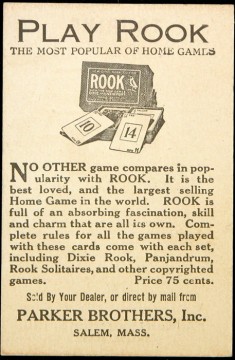 PLAY ROOK
THE MOST POPULAR OF HOME GAMES
ROOK
10
14
NO OTHER game compares in pop-
ularity with ROOK. It is the
best loved, and the largest selling
Home Game in the world. ROOK is
full of an absorbing fascination, skill
and charm that are all its own. Com-
plete rules for all the games played
with these cards come with each set,
including Dixie Rook, Panjandrum,
Rook Solitaires, and other copyrighted
games. Price 75 cents.
Sold By Your Dealer, or direct by mail from
PARKER BROTHERS, Inc.
SALEM, MASS.